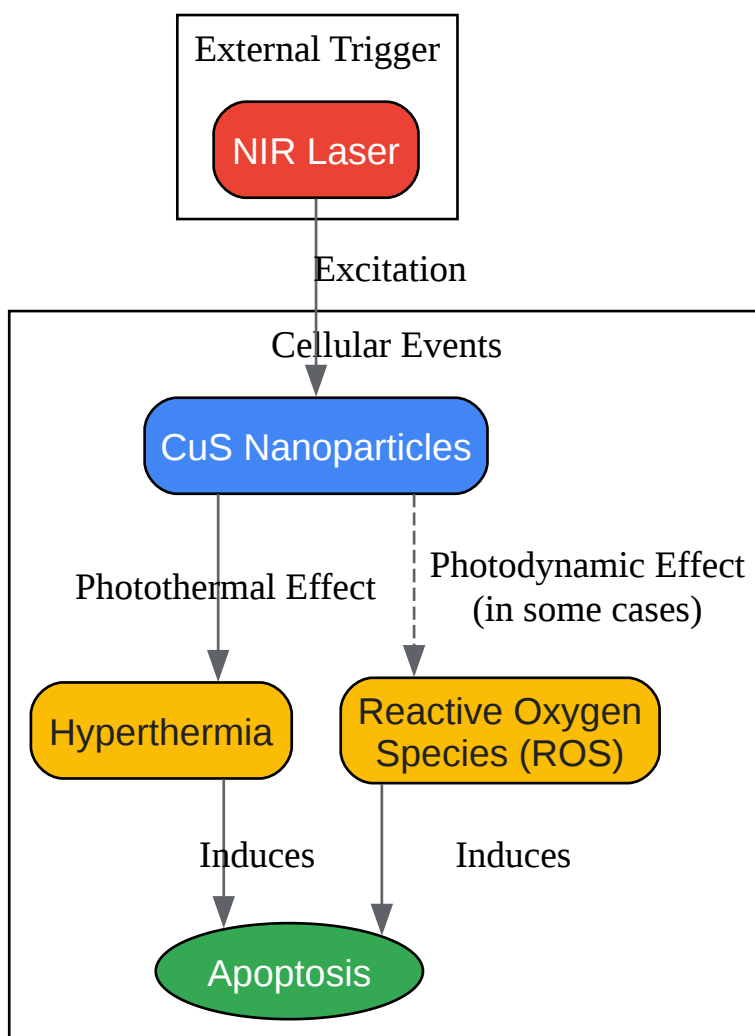 External Trigger
NIR Laser
Excitation
Cellular Events
CuS Nanoparticles
Photothermal Effect
Photodynamic Effect
(in some cases)
Hyperthermia
Reactive Oxygen
Species (ROS)
Induces
Induces
Apoptosis